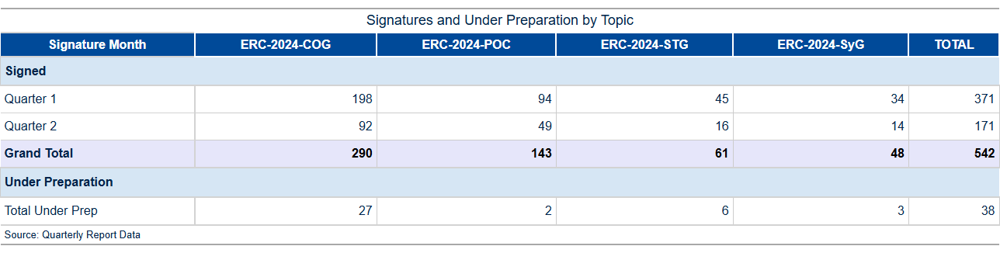 Signatures and Under Preparation by Topic
Signature Month ERC-2024-COG ERC-2024-POC ERC-2024-STG ERC-2024-SyG TOTAL
Signed
Quarter 1 198 94 45 34 371
Quarter 2 92 49 16 14 171
Grand Total 290 143 61 48 542
Under Preparation
Total Under Prep 27 2 6 3 38
Source: Quarterly Report Data